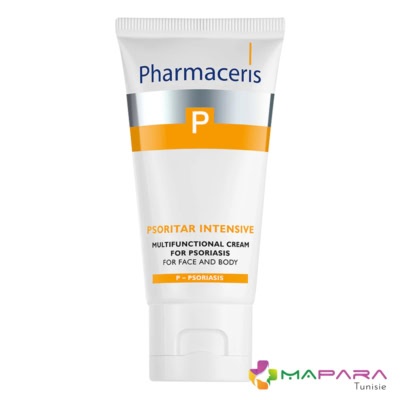 Pharmaceris
P
PSORITAR INTENSIVE
MULTIFUNCTIONAL CREAM
FOR PSORIASIS
FOR FACE AND BODY
P – PSORIASIS
MAPARA
Tunisie